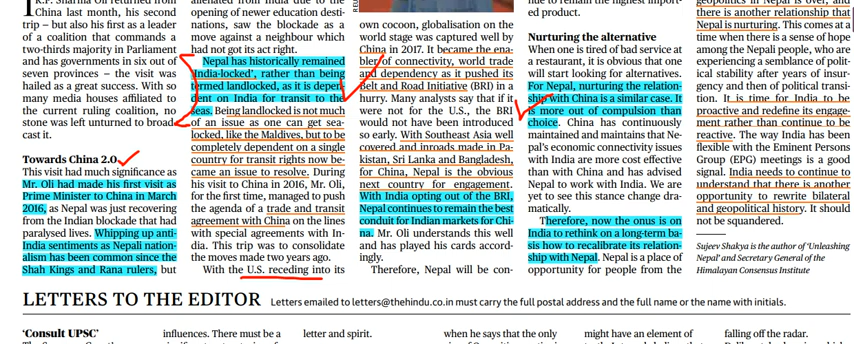 K.P. Sharma Oli returned from
China last month, his second
trip – but also his first as a leader
of a coalition that commands a
two-thirds majority in Parliament
and has governments in six out of
seven provinces – the visit was
hailed as a great success. With so
many media houses affiliated to
the current ruling coalition, no
stone was left unturned to broad-
cast it.
Towards China 2.0
This visit had much significance as
Mr. Oli had made his first visit as
Prime Minister to China in March
2016, as Nepal was just recovering
from the Indian blockade that had
paralysed lives. Whipping up anti-
India sentiments as Nepali natio-
nalism has been common since the
Shah Kings and Rana rulers, but
opening of newer education desti-
nations, saw the blockade as a
move against a neighbour which
had not got its act right.
Nepal has historically remained
‘India-locked’, rather than being
termed landlocked, as it is depen-
dent on India for transit to the
seas. Being landlocked is not much
of an issue as one can get sea-
locked, like the Maldives, but to be
completely dependent on a single
country for transit rights now be-
came an issue to resolve. During
his visit to China in 2016, Mr. Oli,
for the first time, managed to push
the agenda of a trade and transit
agreement with China on the lines
with special agreements with In-
dia. This trip was to consolidate
the moves made two years ago.
With the U.S. receding into its
own cocoon, globalisation on the
world stage was captured well by
China in 2017. It became the ena-
bler of connectivity, world trade
and dependency as it pushed its
Belt and Road Initiative (BRI) in a
hurry. Many analysts say that if it
were not for the U.S., the BRI
would not have been introduced
so early. With Southeast Asia well
covered and inroads made in Pa-
kistan, Sri Lanka and Bangladesh,
for China, Nepal is the obvious
next country for engagement.
With India opting out of the BRI,
Nepal continues to remain the best
conduit for Indian markets for Chi-
na. Mr. Oli understands this well
and has played his cards accord-
ingly.
Therefore, Nepal will be con-
ed product.
Nurturing the alternative
When one is tired of bad service at
a restaurant, it is obvious that one
will start looking for alternatives.
For Nepal, nurturing the relation-
ship with China is a similar case. It
is more out of compulsion than
choice. China has continuously
maintained and maintains that Ne-
pal’s economic connectivity issues
with India are more cost effective
than with China and has advised
Nepal to work with India. We are
yet to see this stance change dra-
matically.
Therefore, now the onus is on
India to rethink on a long-term ba-
sis how to recalibrate its relation-
ship with Nepal. Nepal is a place of
opportunity for people from the
there is another relationship that
Nepal is nurturing. This comes at a
time when there is a sense of hope
among the Nepali people, who are
experiencing a semblance of politi-
cal stability after years of insur-
gency and then of political transi-
tion. It is time for India to be
proactive and redefine its engage-
ment rather than continue to be
reactive. The way India has been
flexible with the Eminent Persons
Group (EPG) meetings is a good
signal. India needs to continue to
understand that there is another
opportunity to rewrite bilateral
and geopolitical history. It should
not be squandered.
Sujeev Shakya is the author of ‘Unleashing
Nepal’ and Secretary General of the
Himalayan Consensus Institute
LETTERS TO THE EDITOR Letters emailed to letters@thehindu.co.in must carry the full postal address and the full name or the name with initials.
‘Consult UPSC’
influences. There must be a
letter and spirit.
when he says that the only
might have an element of
falling off the radar.